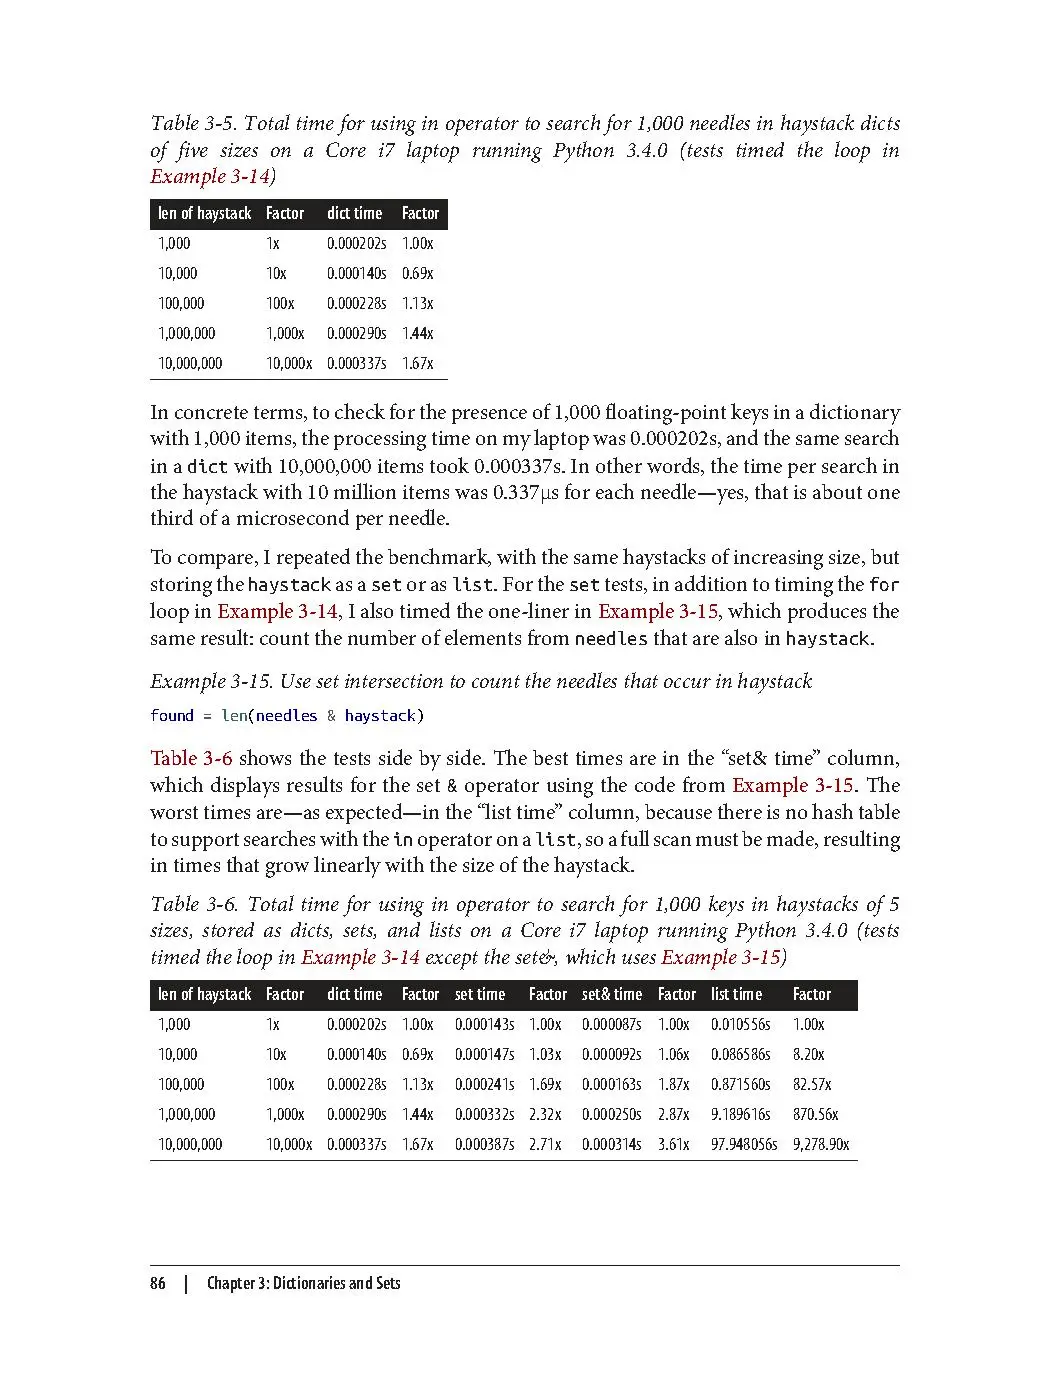 Table 3-5. Total time for using in operator to search for 1,000 needles in haystack dicts
of five sizes on a Core i7 laptop running Python 3.4.0 (tests timed the loop in
Example 3-14)
len of haystack Factor dict time Factor
1,000 1x 0.000202s 1.00x
10,000 10x 0.000140s 0.69x
100,000 100x 0.000228s 1.13x
1,000,000 1,000x 0.000290s 1.44x
10,000,000 10,000x 0.000337s 1.67x
In concrete terms, to check for the presence of 1,000 floating-point keys in a dictionary
with 1,000 items, the processing time on my laptop was 0.000202s, and the same search
in a dict with 10,000,000 items took 0.000337s. In other words, the time per search in
the haystack with 10 million items was 0.337µs for each needle—yes, that is about one
third of a microsecond per needle.
To compare, I repeated the benchmark, with the same haystacks of increasing size, but
storing the haystack as a set or as list. For the set tests, in addition to timing the for
loop in Example 3-14, I also timed the one-liner in Example 3-15, which produces the
same result: count the number of elements from needles that are also in haystack.
Example 3-15. Use set intersection to count the needles that occur in haystack
found = len(needles & haystack)
Table 3-6 shows the tests side by side. The best times are in the “set& time” column,
which displays results for the set & operator using the code from Example 3-15. The
worst times are—as expected—in the “list time” column, because there is no hash table
to support searches with the in operator on a list, so a full scan must be made, resulting
in times that grow linearly with the size of the haystack.
Table 3-6. Total time for using in operator to search for 1,000 keys in haystacks of 5
sizes, stored as dicts, sets, and lists on a Core i7 laptop running Python 3.4.0 (tests
timed the loop in Example 3-14 except the set&, which uses Example 3-15)
len of haystack Factor dict time Factor set time Factor set& time Factor list time Factor
1,000 1x 0.000202s 1.00x 0.000143s 1.00x 0.000087s 1.00x 0.010556s 1.00x
10,000 10x 0.000140s 0.69x 0.000147s 1.03x 0.000092s 1.06x 0.086586s 8.20x
100,000 100x 0.000228s 1.13x 0.000241s 1.69x 0.000163s 1.87x 0.871560s 82.57x
1,000,000 1,000x 0.000290s 1.44x 0.000332s 2.32x 0.000250s 2.87x 9.189616s 870.56x
10,000,000 10,000x 0.000337s 1.67x 0.000387s 2.71x 0.000314s 3.61x 97.948056s 9,278.90x
86 | Chapter 3: Dictionaries and Sets